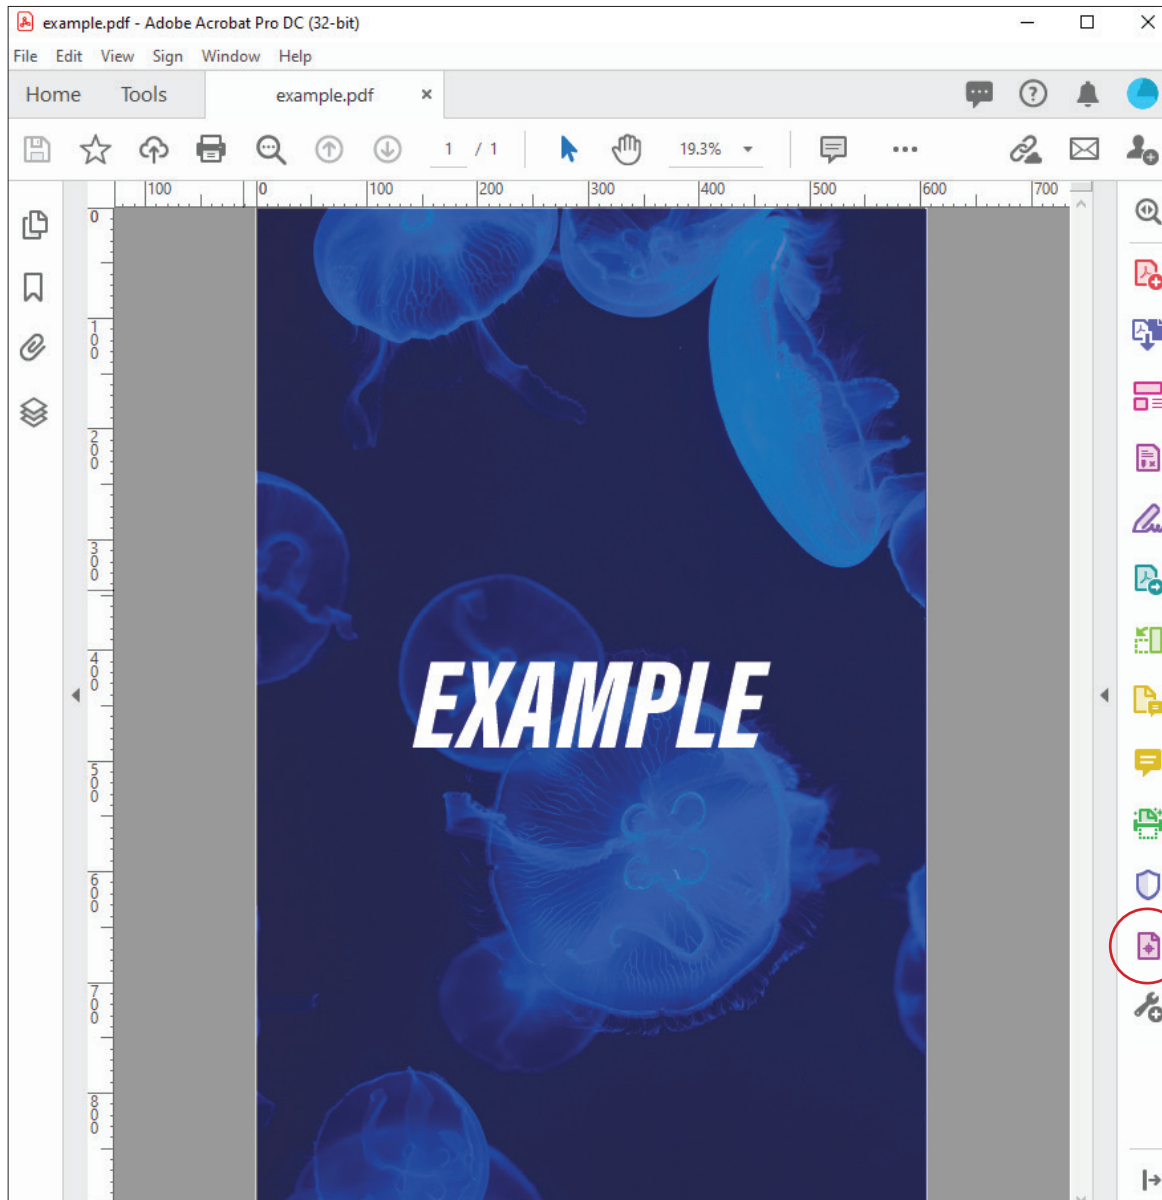 example.pdf - Adobe Acrobat Pro DC (32-bit)
File Edit View Sign Window Help
Home Tools example.pdf ×
1 / 1 19.3%
100 0 100 200 300 400 500 600 700
0
100
200
300
400
500
600
700
800
EXAMPLE